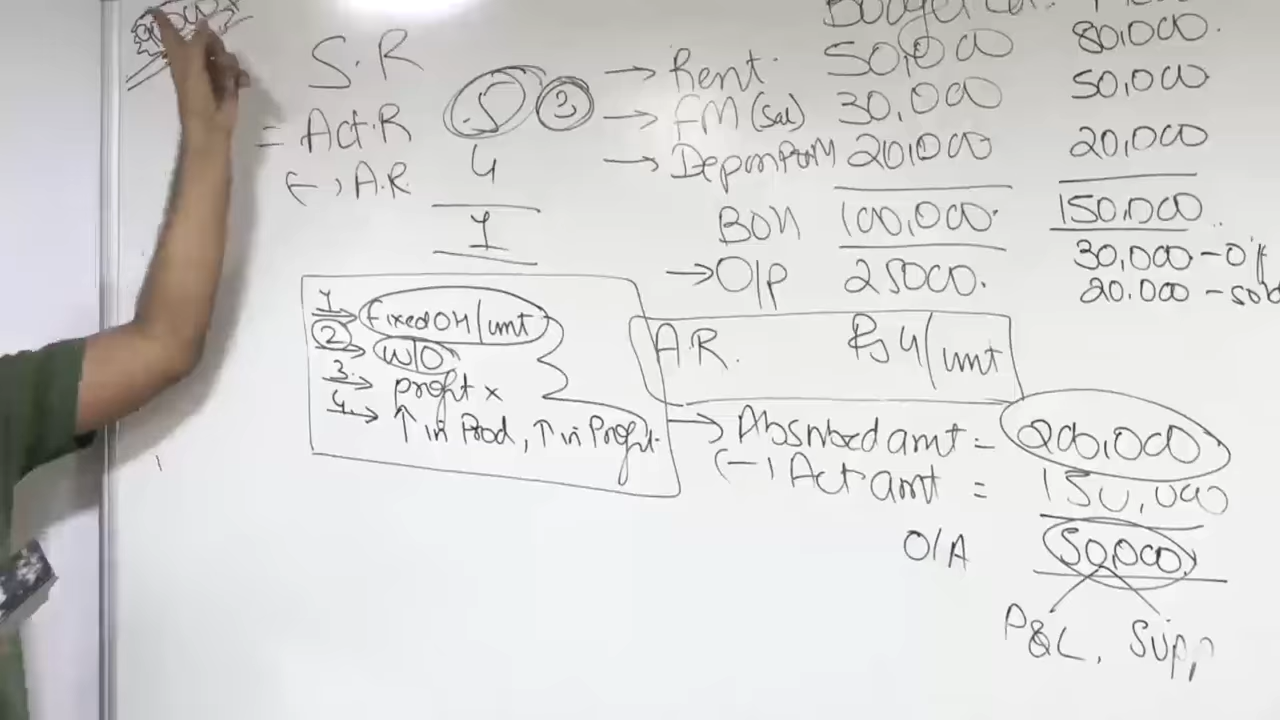 S.R
= Act.R
(-) A.R.
5 3
4
1
→ Rent. 50,000 80,000.
→ FM (Sal) 30,000 50,000
→ Dep on P&M 20,000 20,000
BOH 100,000. 150,000
→ O/P 25000. 30,000 - O/P
20.000 - Sold
1→ Fixed OH/unit
2→ W/O
3.→ profit x
4.→ ↑ in Prod, ↑ in Profit.
A.R. Rs 4/unit
→ Absorbed amt = 200,000
(-) Act amt = 150,000
O/A 50,000
P&L, Supp